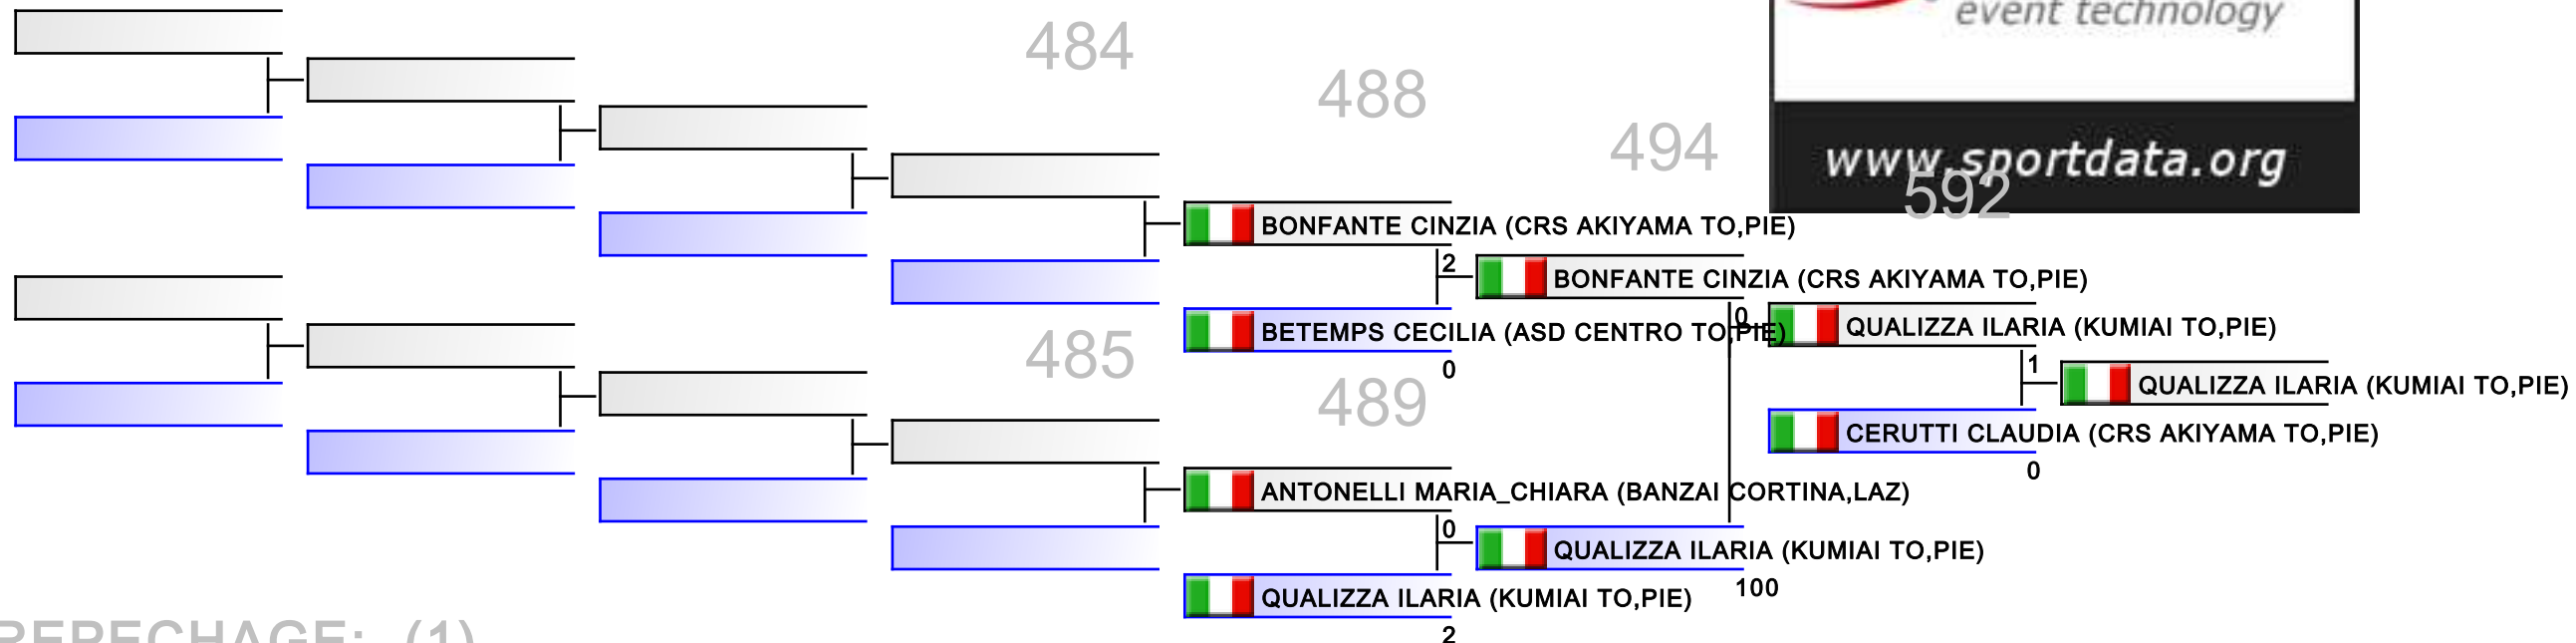 event technology
484
488
494
www.sportdata.org
592
BONFANTE CINZIA (CRS AKIYAMA TO,PIE)
2
BONFANTE CINZIA (CRS AKIYAMA TO,PIE)
BETEMPS CECILIA (ASD CENTRO TO,PIE)
0
0
QUALIZZA ILARIA (KUMIAI TO,PIE)
1
QUALIZZA ILARIA (KUMIAI TO,PIE)
485
489
CERUTTI CLAUDIA (CRS AKIYAMA TO,PIE)
0
ANTONELLI MARIA_CHIARA (BANZAI CORTINA,LAZ)
0
QUALIZZA ILARIA (KUMIAI TO,PIE)
100
QUALIZZA ILARIA (KUMIAI TO,PIE)
2
REPECHAGE: (1)